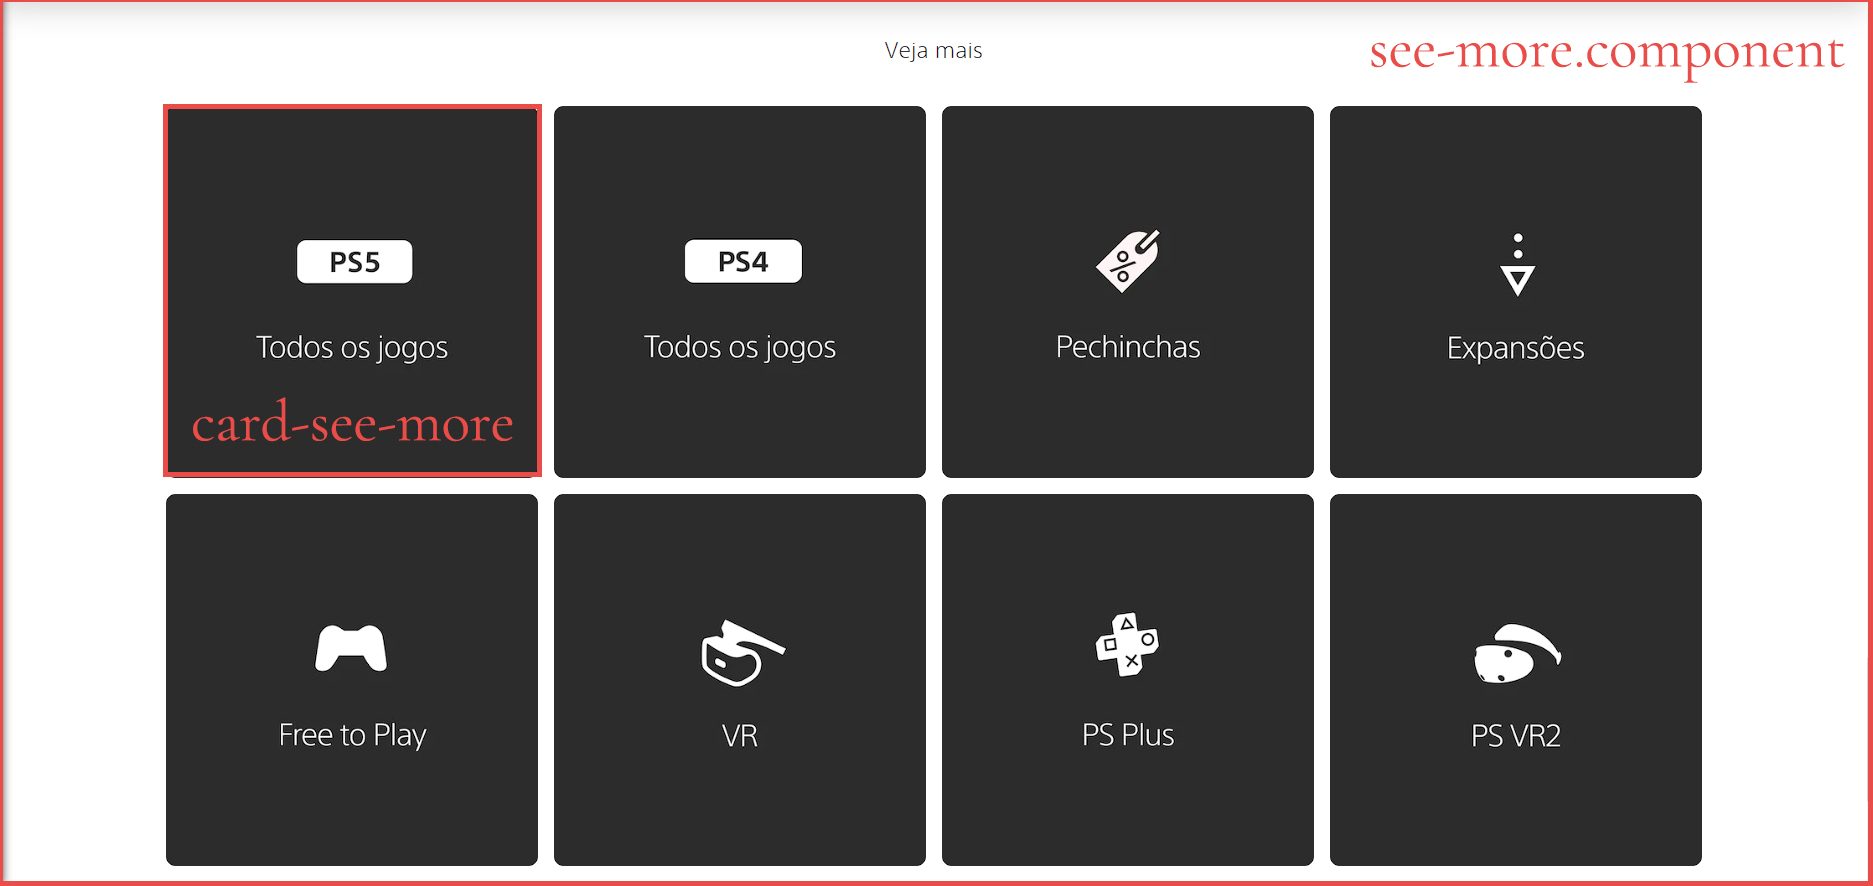 Veja mais
see-more.component
PS5
Todos os jogos
card-see-more
PS4
Todos os jogos
%
Pechinchas
Expansões
Free to Play
VR
PS Plus
PS VR2